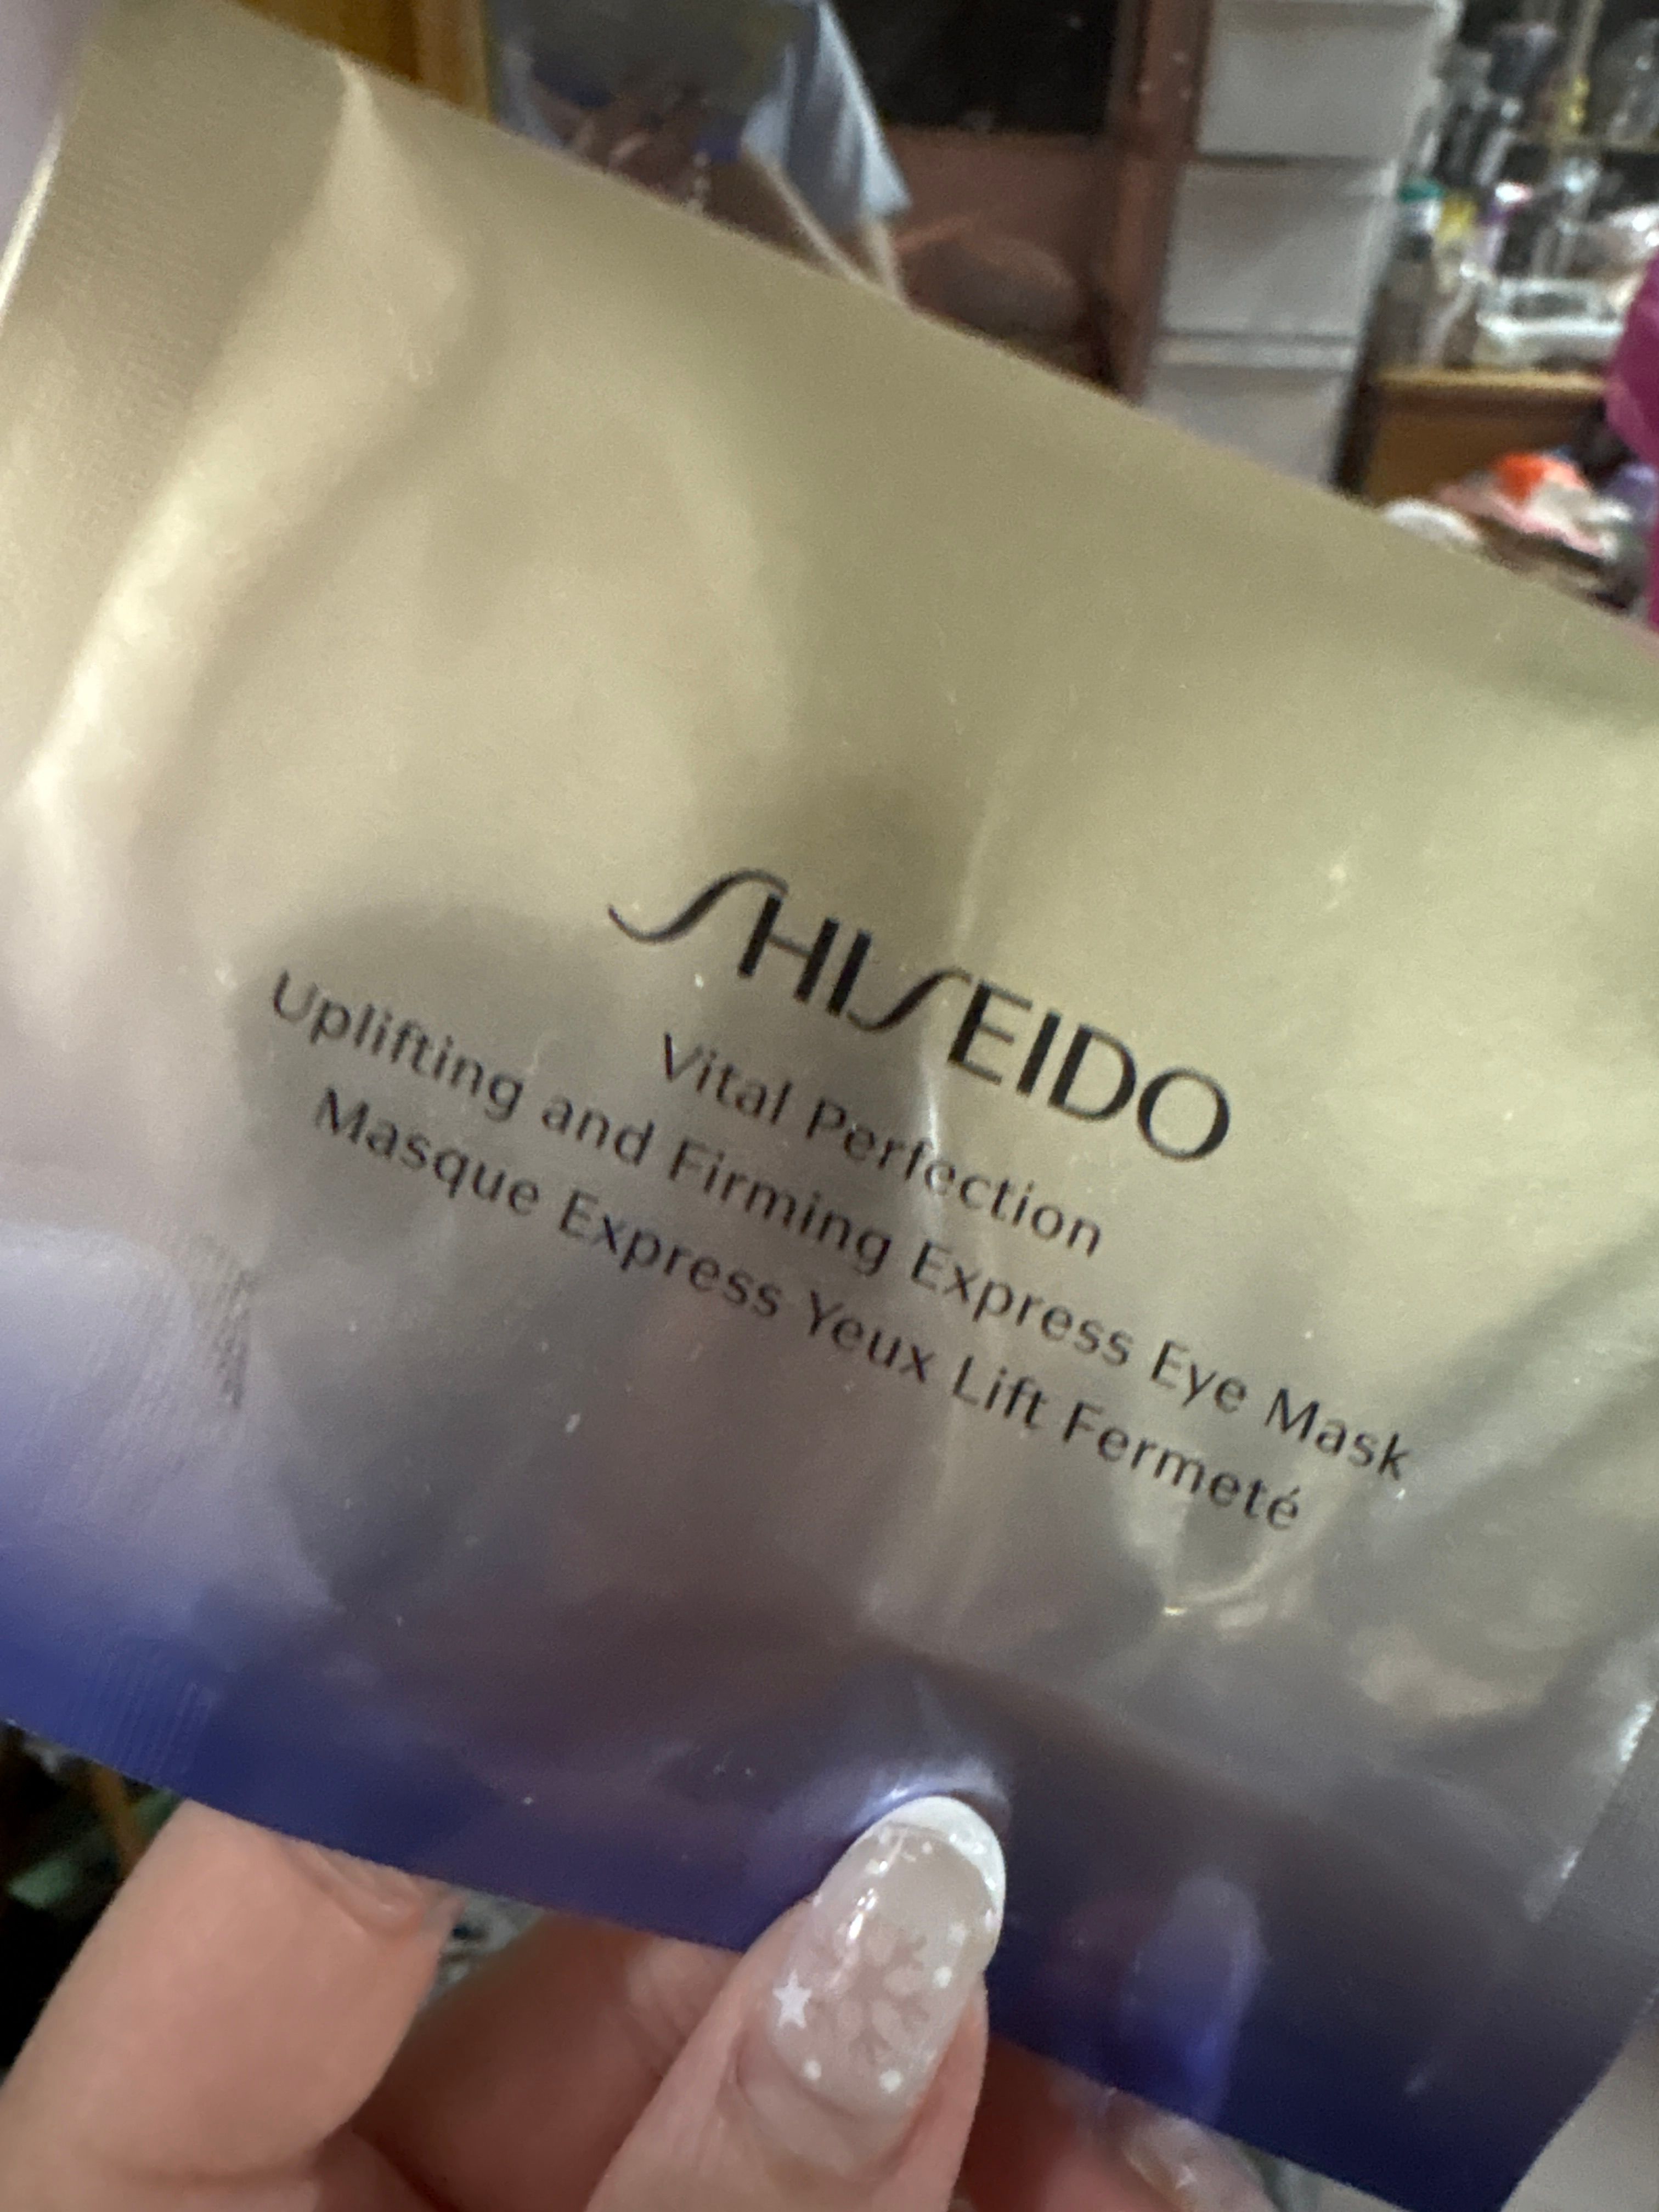 SHISEIDO
Vital Perfection
Uplifting and Firming Express Eye Mask
Masque Express Yeux Lift Fermeté